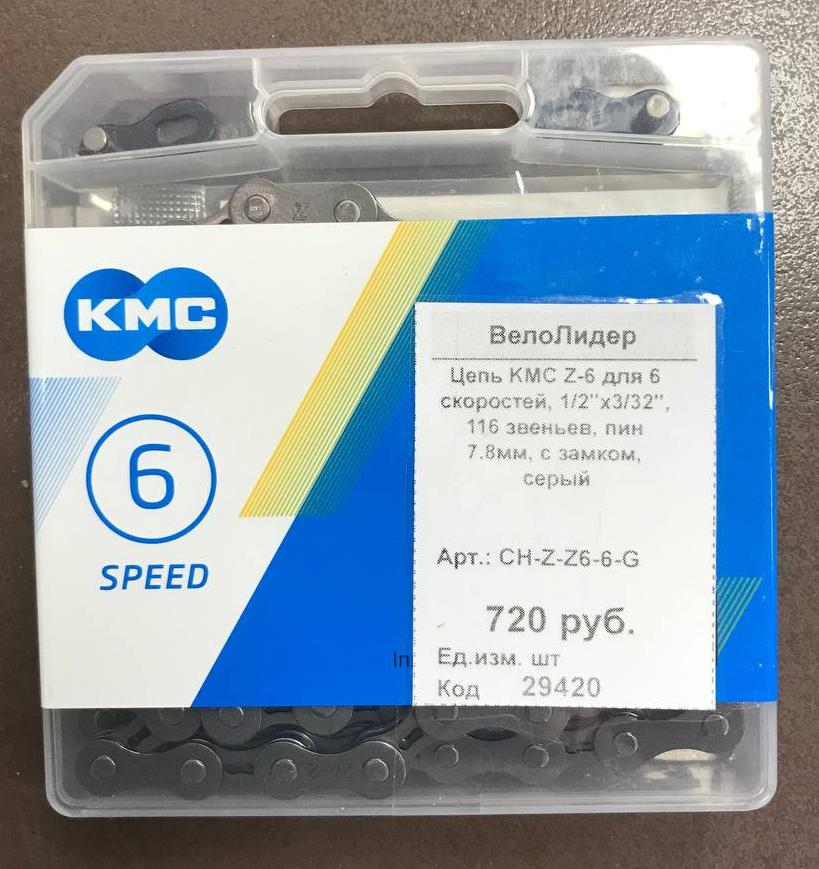 KMC
6
SPEED
ВелоЛидер
Цепь KMC Z-6 для 6
скоростей, 1/2"x3/32",
116 звеньев, пин
7.8мм, с замком,
серый
Арт.: CH-Z-Z6-6-G
720 руб.
Ед.изм. шт
Код 29420